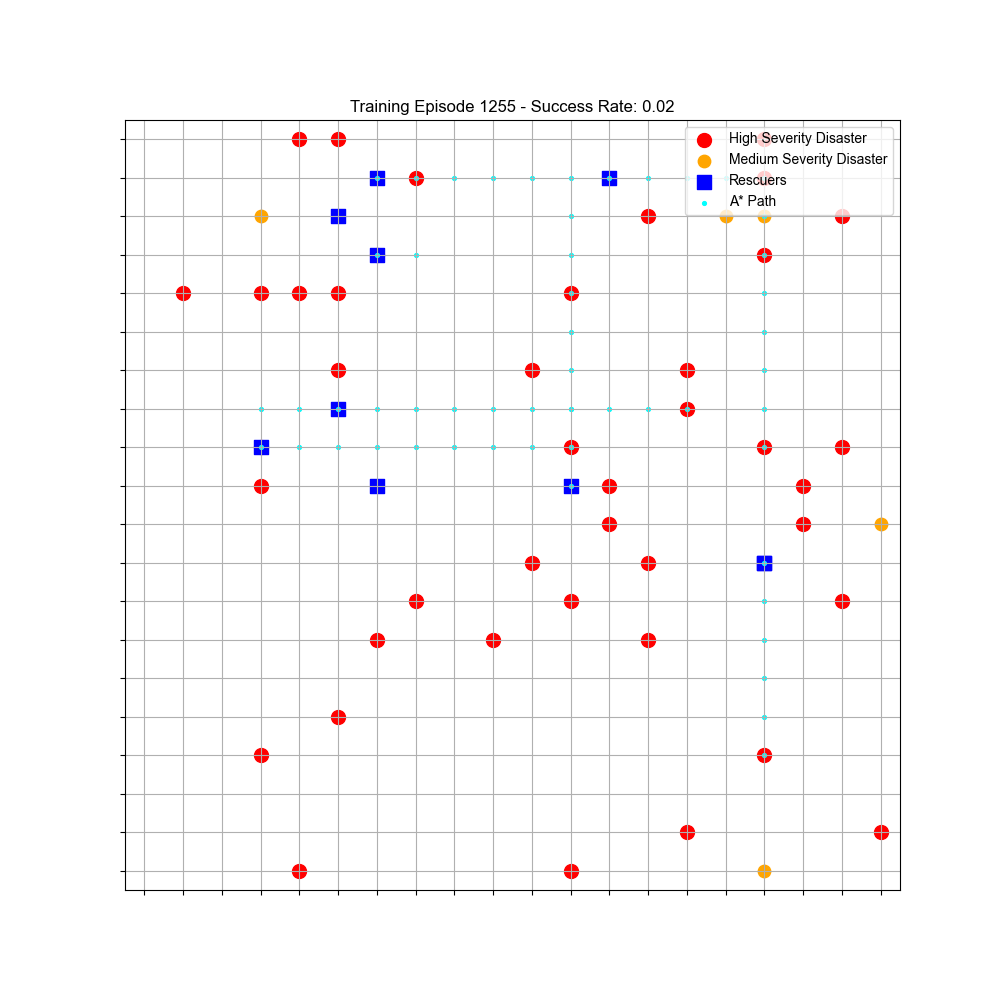 Training Episode 1255 - Success Rate: 0.02
High Severity Disaster
Medium Severity Disaster
Rescuers
A* Path